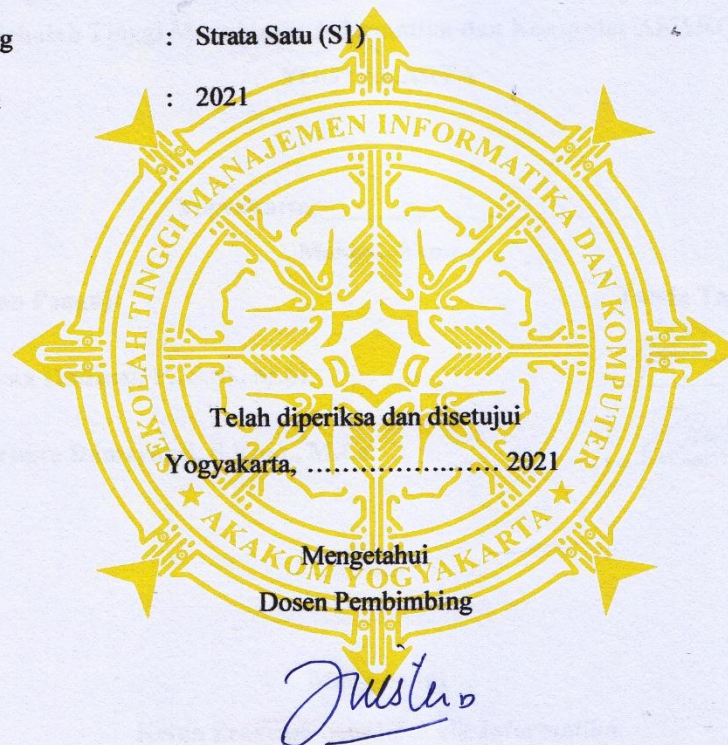 g : Strata Satu (S1)
: 2021
SEKOLAH TINGGI MANAJEMEN INFORMATIKA DAN KOMPUTER
★ AKAKOM YOGYAKARTA ★
Telah diperiksa dan disetujui
Yogyakarta, ........................ 2021
Mengetahui
Dosen Pembimbing